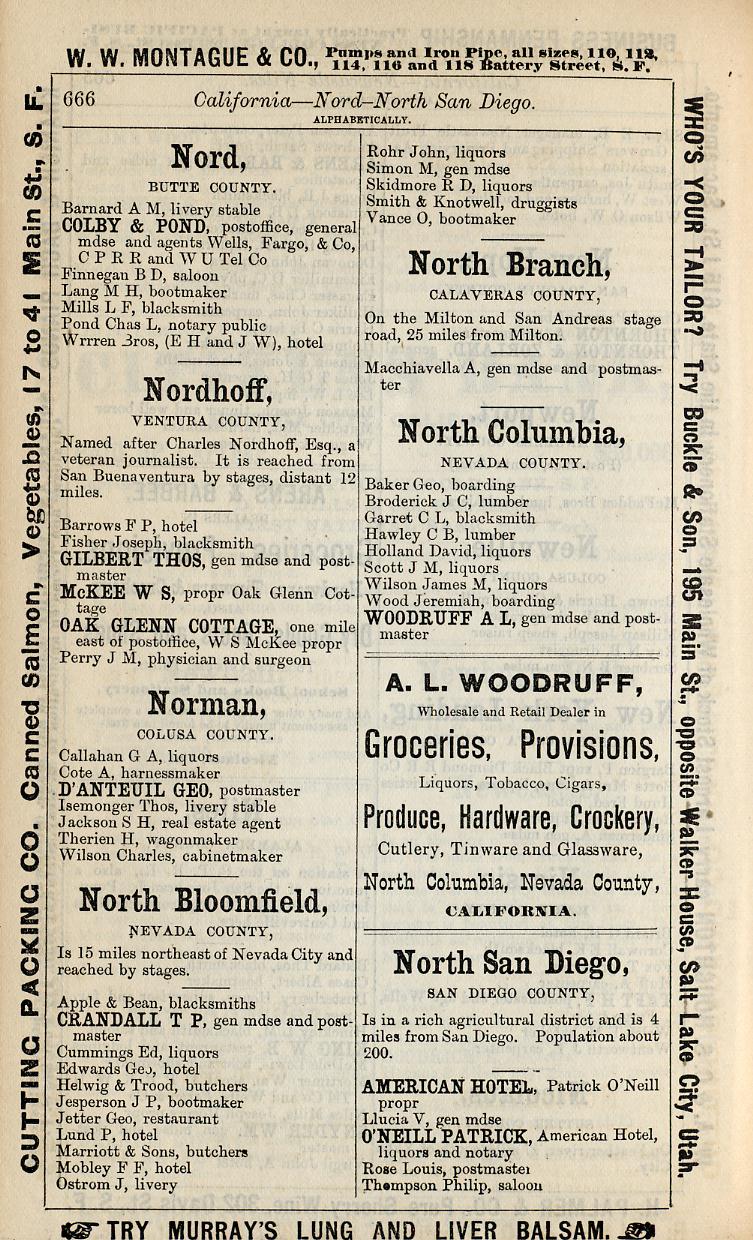 W. W. MONTAGUE & CO., Pumps and Iron Pipe, all sizes, 110, 112,
114, 116 and 118 Battery Street, S. F.
CUTTING PACKING CO. Canned Salmon, Vegetables, 17 to 41 Main St., S. F.
666 California—Nord–North San Diego.
ALPHABETICALLY.
Nord,
BUTTE COUNTY.
Barnard A M, livery stable
COLBY & POND, postoffice, general
mdse and agents Wells, Fargo, & Co,
C P R R and W U Tel Co
Finnegan B D, saloon
Lang M H, bootmaker
Mills L F, blacksmith
Pond Chas L, notary public
Wrrren Bros, (E H and J W), hotel
Nordhoff,
VENTURA COUNTY,
Named after Charles Nordhoff, Esq., a
veteran journalist. It is reached from
San Buenaventura by stages, distant 12
miles.
Barrows F P, hotel
Fisher Joseph, blacksmith
GILBERT THOS, gen mdse and post-
master
McKEE W S, propr Oak Glenn Cot-
tage
OAK GLENN COTTAGE, one mile
east of postoffice, W S McKee propr
Perry J M, physician and surgeon
Norman,
COLUSA COUNTY.
Callahan G A, liquors
Cote A, harnessmaker
D'ANTEUIL GEO, postmaster
Isemonger Thos, livery stable
Jackson S H, real estate agent
Therien H, wagonmaker
Wilson Charles, cabinetmaker
North Bloomfield,
NEVADA COUNTY,
Is 15 miles northeast of Nevada City and
reached by stages.
Apple & Bean, blacksmiths
CRANDALL T P, gen mdse and post-
master
Cummings Ed, liquors
Edwards Geo, hotel
Helwig & Trood, butchers
Jesperson J P, bootmaker
Jetter Geo, restaurant
Lund P, hotel
Marriott & Sons, butchers
Mobley F F, hotel
Ostrom J, livery
Rohr John, liquors
Simon M, gen mdse
Skidmore R D, liquors
Smith & Knotwell, druggists
Vance O, bootmaker
North Branch,
CALAVERAS COUNTY,
On the Milton and San Andreas stage
road, 25 miles from Milton.
Macchiavella A, gen mdse and postmas-
ter
North Columbia,
NEVADA COUNTY.
Baker Geo, boarding
Broderick J C, lumber
Garret C L, blacksmith
Hawley C B, lumber
Holland David, liquors
Scott J M, liquors
Wilson James M, liquors
Wood Jeremiah, boarding
WOODRUFF A L, gen mdse and post-
master
A. L. WOODRUFF,
Wholesale and Retail Dealer in
Groceries, Provisions,
Liquors, Tobacco, Cigars,
Produce, Hardware, Crockery,
Cutlery, Tinware and Glassware,
North Columbia, Nevada County,
CALIFORNIA.
North San Diego,
SAN DIEGO COUNTY,
Is in a rich agricultural district and is 4
miles from San Diego. Population about
200.
AMERICAN HOTEL, Patrick O'Neill
propr
Llucia V, gen mdse
O'NEILL PATRICK, American Hotel,
liquors and notary
Rose Louis, postmaster
Thompson Philip, saloon
WHO'S YOUR TAILOR? Try Buckle & Son, 195 Main St., opposite Walker House, Salt Lake City, Utah.
TRY MURRAY'S LUNG AND LIVER BALSAM.